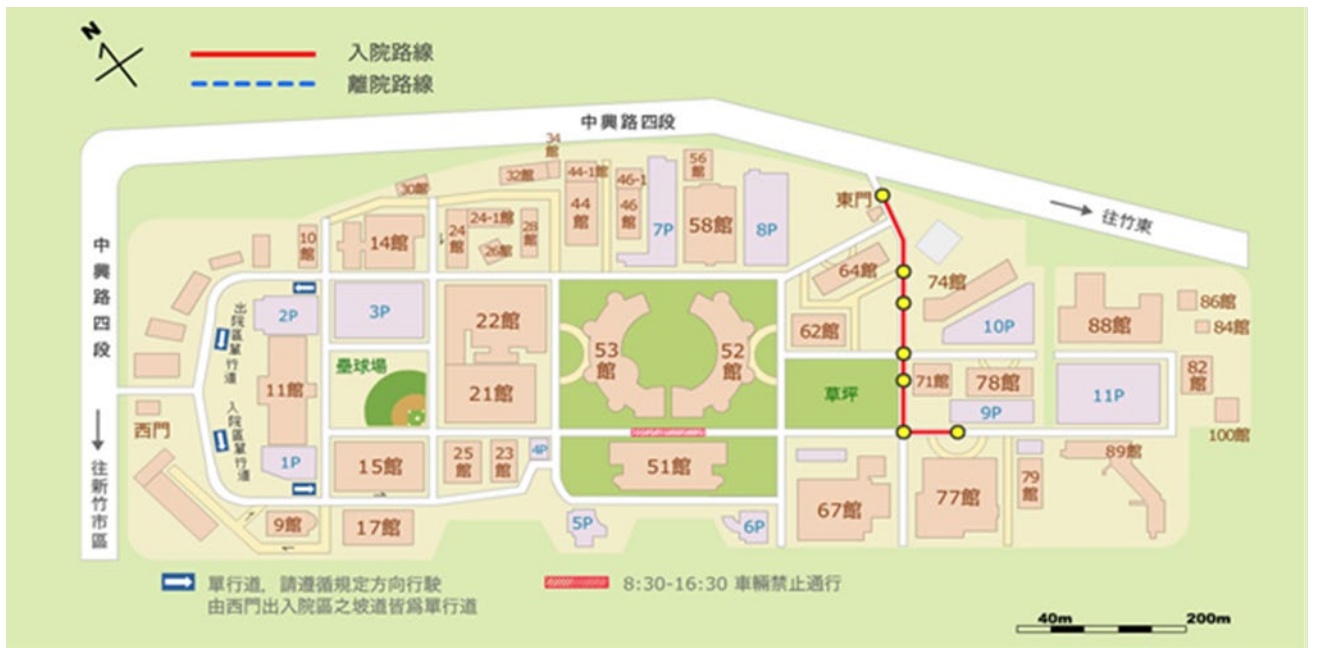 N
入院路線
離院路線
中興路四段
往竹東
東門
34館
32館
30館
44-1館
44館
46-1
46館
7P
56館
58館
8P
10館
14館
24館
24-1館
26館
28館
64館
74館
62館
10P
88館
86館
84館
82館
100館
中興路四段
往新竹市區
出院區單行道
入院區單行道
西門
2P
3P
11館
1P
壘球場
22館
21館
53館
52館
草坪
71館
78館
9P
11P
15館
25館
23館
4P
51館
67館
77館
79館
89館
9館
17館
5P
6P
單行道，請遵循規定方向行駛
由西門出入院區之坡道皆爲單行道
8:30-16:30 車輛禁止通行
40m
200m